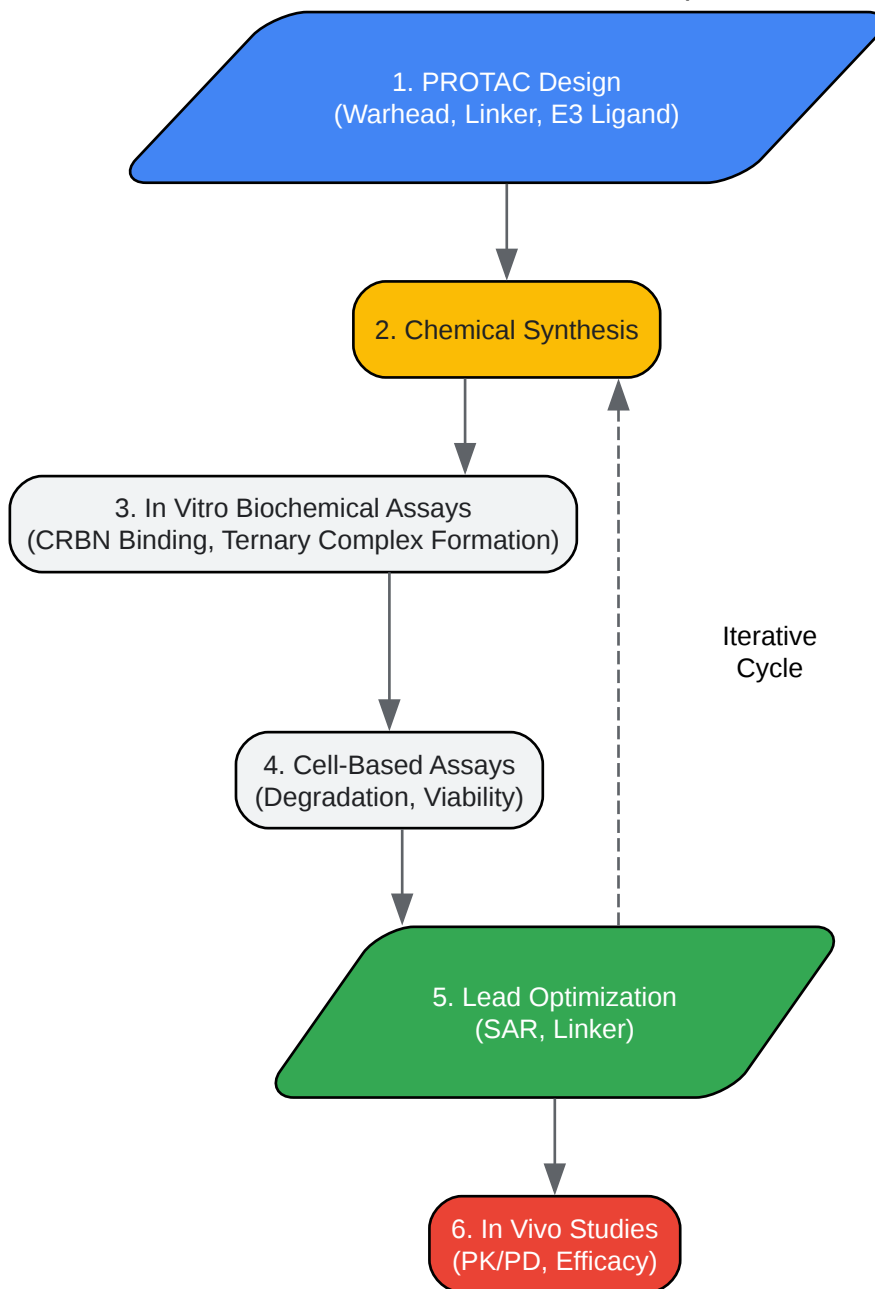 1. PROTAC Design
(Warhead, Linker, E3 Ligand)
2. Chemical Synthesis
3. In Vitro Biochemical Assays
(CRBN Binding, Ternary Complex Formation)
Iterative
Cycle
4. Cell-Based Assays
(Degradation, Viability)
5. Lead Optimization
(SAR, Linker)
6. In Vivo Studies
(PK/PD, Efficacy)